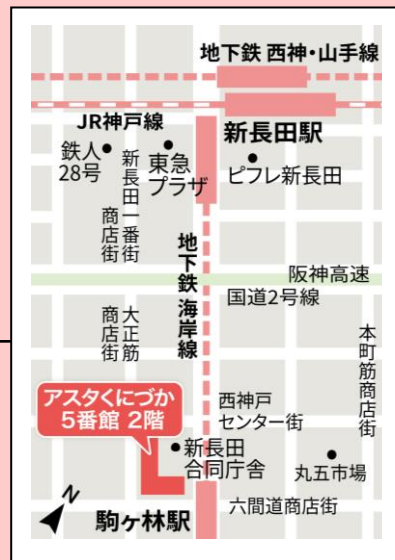 地下鉄 西神・山手線
JR神戸線
新長田駅
鉄人
28号
新長田一番街
商店街
東急
プラザ
ピフレ新長田
地下鉄 海岸線
阪神高速
国道2号線
大正筋
商店街
本町筋商店街
アスタくにづか
5番館 2階
西神戸
センター街
新長田
合同庁舎
丸五市場
六間道商店街
駒ヶ林駅
N